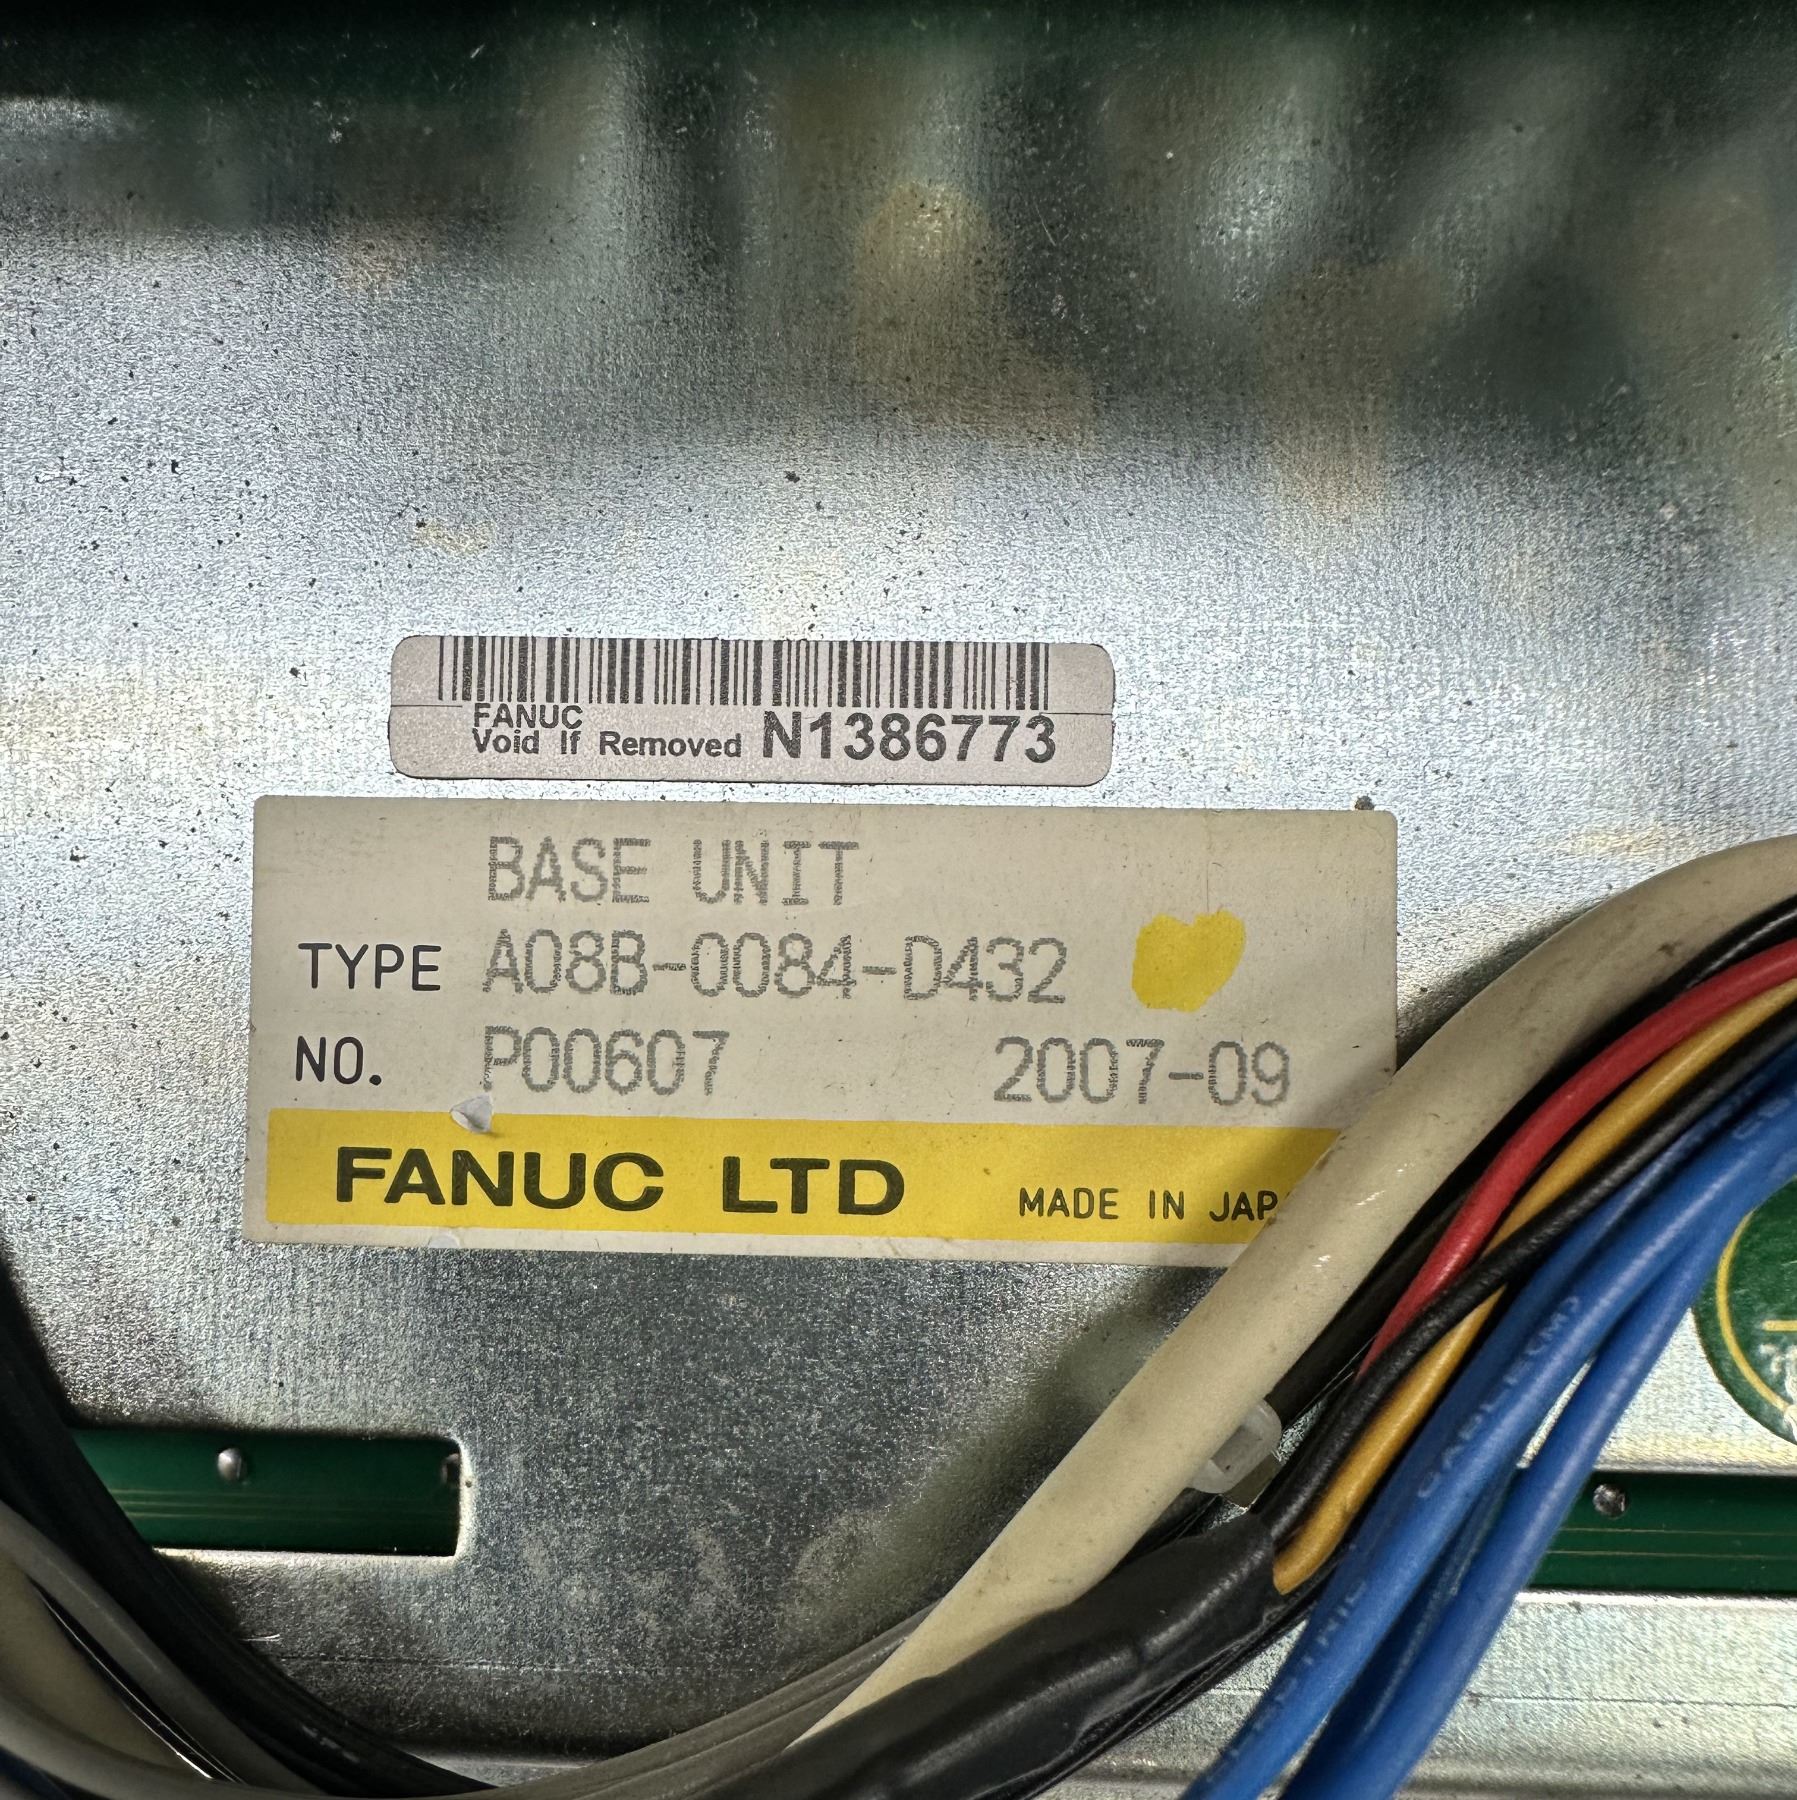 FANUC
Void If Removed N1386773
BASE UNIT
TYPE A08B-0084-D432
NO. P00607 2007-09
FANUC LTD MADE IN JAP